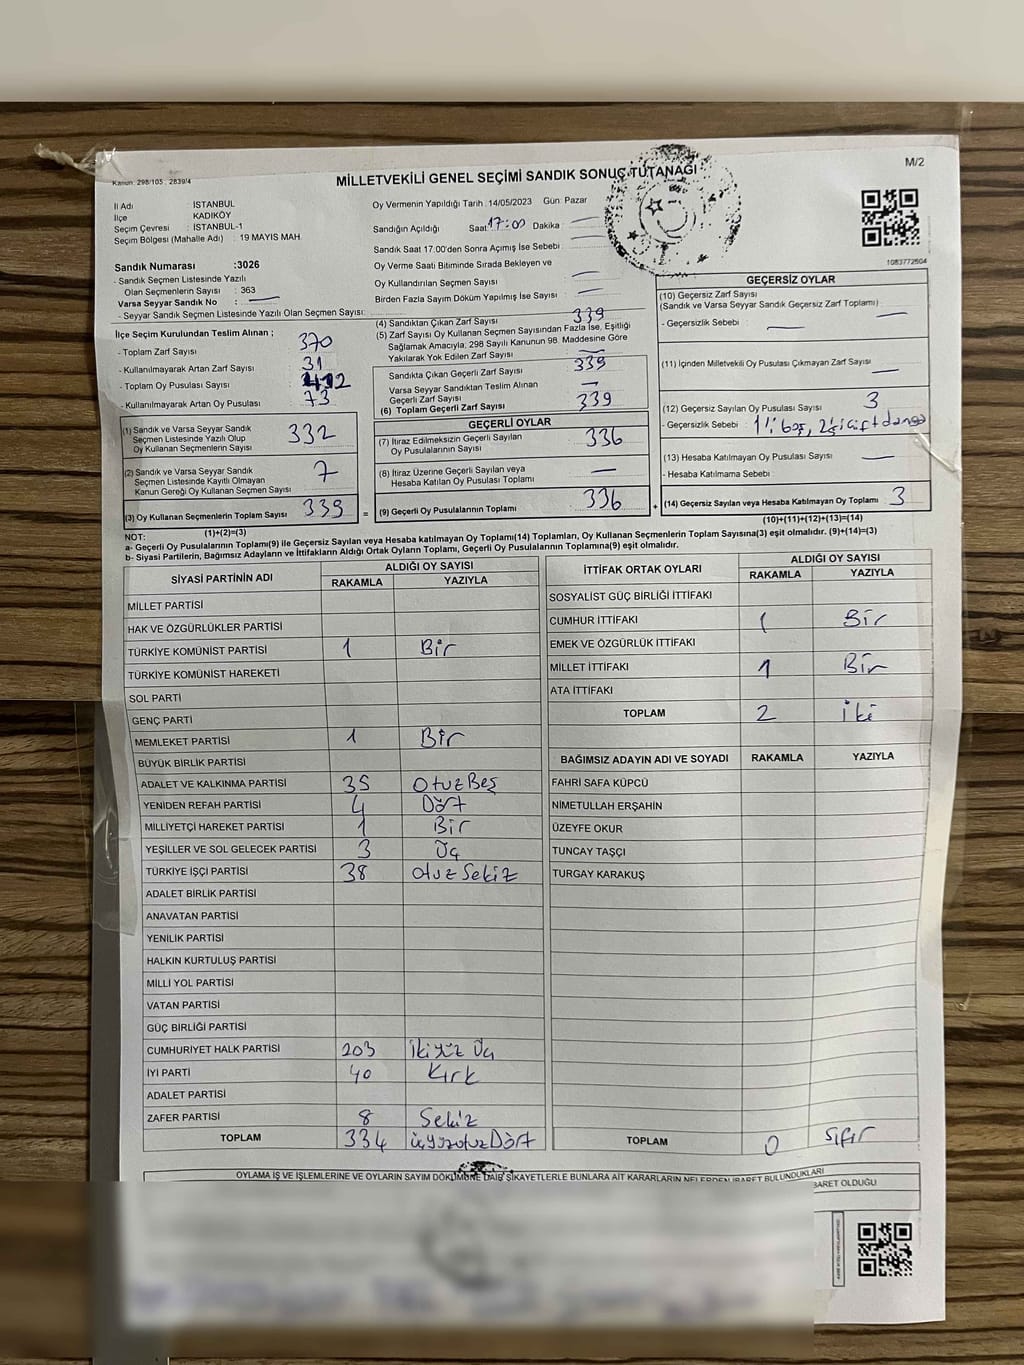 Kanun: 298/105 , 2839/4
M/2
MİLLETVEKİLİ GENEL SEÇİMİ SANDIK SONUÇ TUTANAĞI
İl Adı : İSTANBUL
İlçe : KADIKÖY
Seçim Çevresi : İSTANBUL-1
Seçim Bölgesi (Mahalle Adı) : 19 MAYIS MAH.
Oy Vermenin Yapıldığı Tarih : 14/05/2023 Gün: Pazar
Sandığın Açıldığı Saat 17:00 Dakika :
Sandık Saat 17:00'den Sonra Açımış İse Sebebi
Oy Verme Saati Bitiminde Sırada Bekleyen ve
Oy Kullandırılan Seçmen Sayısı
Birden Fazla Sayım Döküm Yapılmış İse Sayısı
1083772504
Sandık Numarası :3026
- Sandık Seçmen Listesinde Yazılı
Olan Seçmenlerin Sayısı : 363
Varsa Seyyar Sandık No :
- Seyyar Sandık Seçmen Listesinde Yazılı Olan Seçmen Sayısı:
İlçe Seçim Kurulundan Teslim Alınan ;
- Toplam Zarf Sayısı 370
- Kullanılmayarak Artan Zarf Sayısı 31
- Toplam Oy Pusulası Sayısı
- Kullanılmayarak Artan Oy Pusulası 73
(1) Sandık ve Varsa Seyyar Sandık
Seçmen Listesinde Yazılı Olup
Oy Kullanan Seçmenlerin Sayısı 332
(2) Sandık ve Varsa Seyyar Sandık
Seçmen Listesinde Kayıtlı Olmayan
Kanun Gereği Oy Kullanan Seçmen Sayısı 7
(3) Oy Kullanan Seçmenlerin Toplam Sayısı 339 =
(1)+(2)=(3)
(4) Sandıktan Çıkan Zarf Sayısı 339
(5) Zarf Sayısı Oy Kullanan Seçmen Sayısından Fazla İse, Eşitliği
Sağlamak Amacıyla; 298 Sayılı Kanunun 98. Maddesine Göre
Yakılarak Yok Edilen Zarf Sayısı
Sandıkta Çıkan Geçerli Zarf Sayısı 339
Varsa Seyyar Sandıktan Teslim Alınan
Geçerli Zarf Sayısı
(6) Toplam Geçerli Zarf Sayısı 339
GEÇERLİ OYLAR
(7) İtiraz Edilmeksizin Geçerli Sayılan
Oy Pusulasının Sayısı 336
(8) İtiraz Üzerine Geçerli Sayılan veya
Hesaba Katılan Oy Pusulası Toplamı
(9) Geçerli Oy Pusulalarının Toplamı 336 +
GEÇERSİZ OYLAR
(10) Geçersiz Zarf Sayısı
(Sandık ve Varsa Seyyar Sandık Geçersiz Zarf Toplamı)
- Geçersizlik Sebebi :
(11) İçinden Milletvekili Oy Pusulası Çıkmayan Zarf Sayısı
(12) Geçersiz Sayılan Oy Pusulası Sayısı 3
- Geçersizlik Sebebi : 1'i boş, 2'si çift damga
(13) Hesaba Katılmayan Oy Pusulası Sayısı
- Hesaba Katılmama Sebebi :
(14) Geçersiz Sayılan veya Hesaba Katılmayan Oy Toplamı 3
(10)+(11)+(12)+(13)=(14)
NOT:
a- Geçerli Oy Pusulalarının Toplamı(9) ile Geçersiz Sayılan veya Hesaba katılmayan Oy Toplamı(14) Toplamları, Oy Kullanan Seçmenlerin Toplam Sayısına(3) eşit olmalıdır. (9)+(14)=(3)
b- Siyasi Partilerin, Bağımsız Adayların ve İttifakların Aldığı Ortak Oyların Toplamı, Geçerli Oy Pusulalarının Toplamına(9) eşit olmalıdır.
SİYASİ PARTİNİN ADI ALDIĞI OY SAYISI
RAKAMLA YAZIYLA
MİLLET PARTİSİ
HAK VE ÖZGÜRLÜKLER PARTİSİ
TÜRKİYE KOMÜNİST PARTİSİ 1 Bir
TÜRKİYE KOMÜNİST HAREKETİ
SOL PARTİ
GENÇ PARTİ
MEMLEKET PARTİSİ 1 Bir
BÜYÜK BİRLİK PARTİSİ
ADALET VE KALKINMA PARTİSİ 35 Otuz Beş
YENİDEN REFAH PARTİSİ 4 Dört
MİLLİYETÇİ HAREKET PARTİSİ 1 Bir
YEŞİLLER VE SOL GELECEK PARTİSİ 3 Üç
TÜRKİYE İŞÇİ PARTİSİ 38 Otuz Sekiz
ADALET BİRLİK PARTİSİ
ANAVATAN PARTİSİ
YENİLİK PARTİSİ
HALKIN KURTULUŞ PARTİSİ
MİLLİ YOL PARTİSİ
VATAN PARTİSİ
GÜÇ BİRLİĞİ PARTİSİ
CUMHURİYET HALK PARTİSİ 203 İki Yüz Üç
İYİ PARTİ 40 Kırk
ADALET PARTİSİ
ZAFER PARTİSİ 8 Sekiz
TOPLAM 334 üçyüzotuzDört
İTTİFAK ORTAK OYLARI ALDIĞI OY SAYISI
RAKAMLA YAZIYLA
SOSYALİST GÜÇ BİRLİĞİ İTTİFAKI
CUMHUR İTTİFAKI 1 Bir
EMEK VE ÖZGÜRLÜK İTTİFAKI
MİLLET İTTİFAKI 1 Bir
ATA İTTİFAKI
TOPLAM 2 İki
BAĞIMSIZ ADAYIN ADI VE SOYADI RAKAMLA YAZIYLA
FAHRİ SAFA KÜPCÜ
NİMETULLAH ERŞAHİN
ÜZEYFE OKUR
TUNCAY TAŞÇI
TURGAY KARAKUŞ
TOPLAM 0 Sıfır
OYLAMA İŞ VE İŞLEMLERİNE VE OYLARIN SAYIM DÖKÜMÜNE DAİR ŞİKAYETLERLE BUNLARA AİT KARARLARIN NELERDEN İBARET BULUNDUKLARI
BARET OLDUĞU